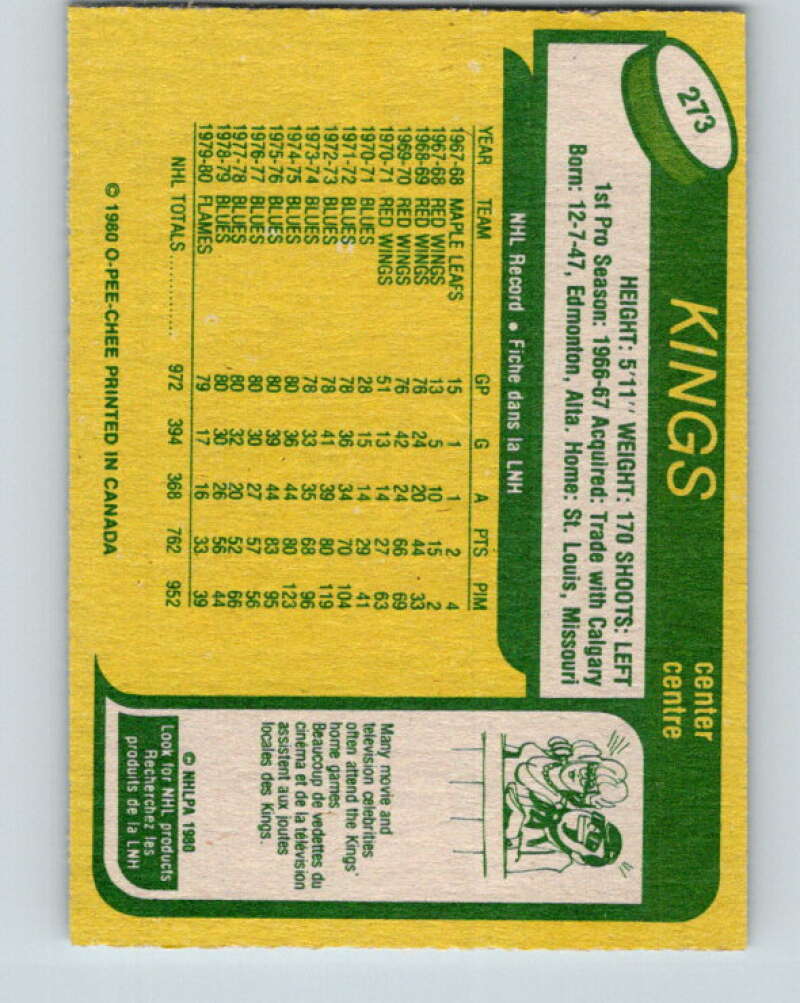 273
KINGS
center
centre
HEIGHT: 5'11'' WEIGHT: 170 SHOOTS: LEFT
1st Pro Season: 1966-67 Acquired: Trade with Calgary
Born: 12-7-47, Edmonton, Alta. Home: St. Louis, Missouri
NHL Record • Fiche dans la LNH
YEAR TEAM GP G A PTS PIM
1967-68 MAPLE LEAFS 15 1 1 2 4
1967-68 RED WINGS 13 5 10 15 2
1968-69 RED WINGS 76 24 20 44 33
1969-70 RED WINGS 76 42 24 66 69
1970-71 RED WINGS 51 13 14 27 63
1970-71 BLUES 28 15 14 29 41
1971-72 BLUES 78 36 34 70 104
1972-73 BLUES 78 41 39 80 119
1973-74 BLUES 78 33 35 68 96
1974-75 BLUES 80 36 44 80 123
1975-76 BLUES 80 39 44 83 95
1976-77 BLUES 80 30 27 57 56
1977-78 BLUES 80 32 20 52 66
1978-79 BLUES 80 30 26 56 44
1979-80 FLAMES 79 17 16 33 39
NHL TOTALS .............. 972 394 368 762 952
© 1980 O-PEE-CHEE PRINTED IN CANADA
Many movie and
television celebrities
often attend the Kings'
home games.
Beaucoup de vedettes du
cinéma et de la télévision
assistent aux joutes
locales des Kings.
© NHLPA 1980
Look for NHL products
Recherchez les
produits de la LNH